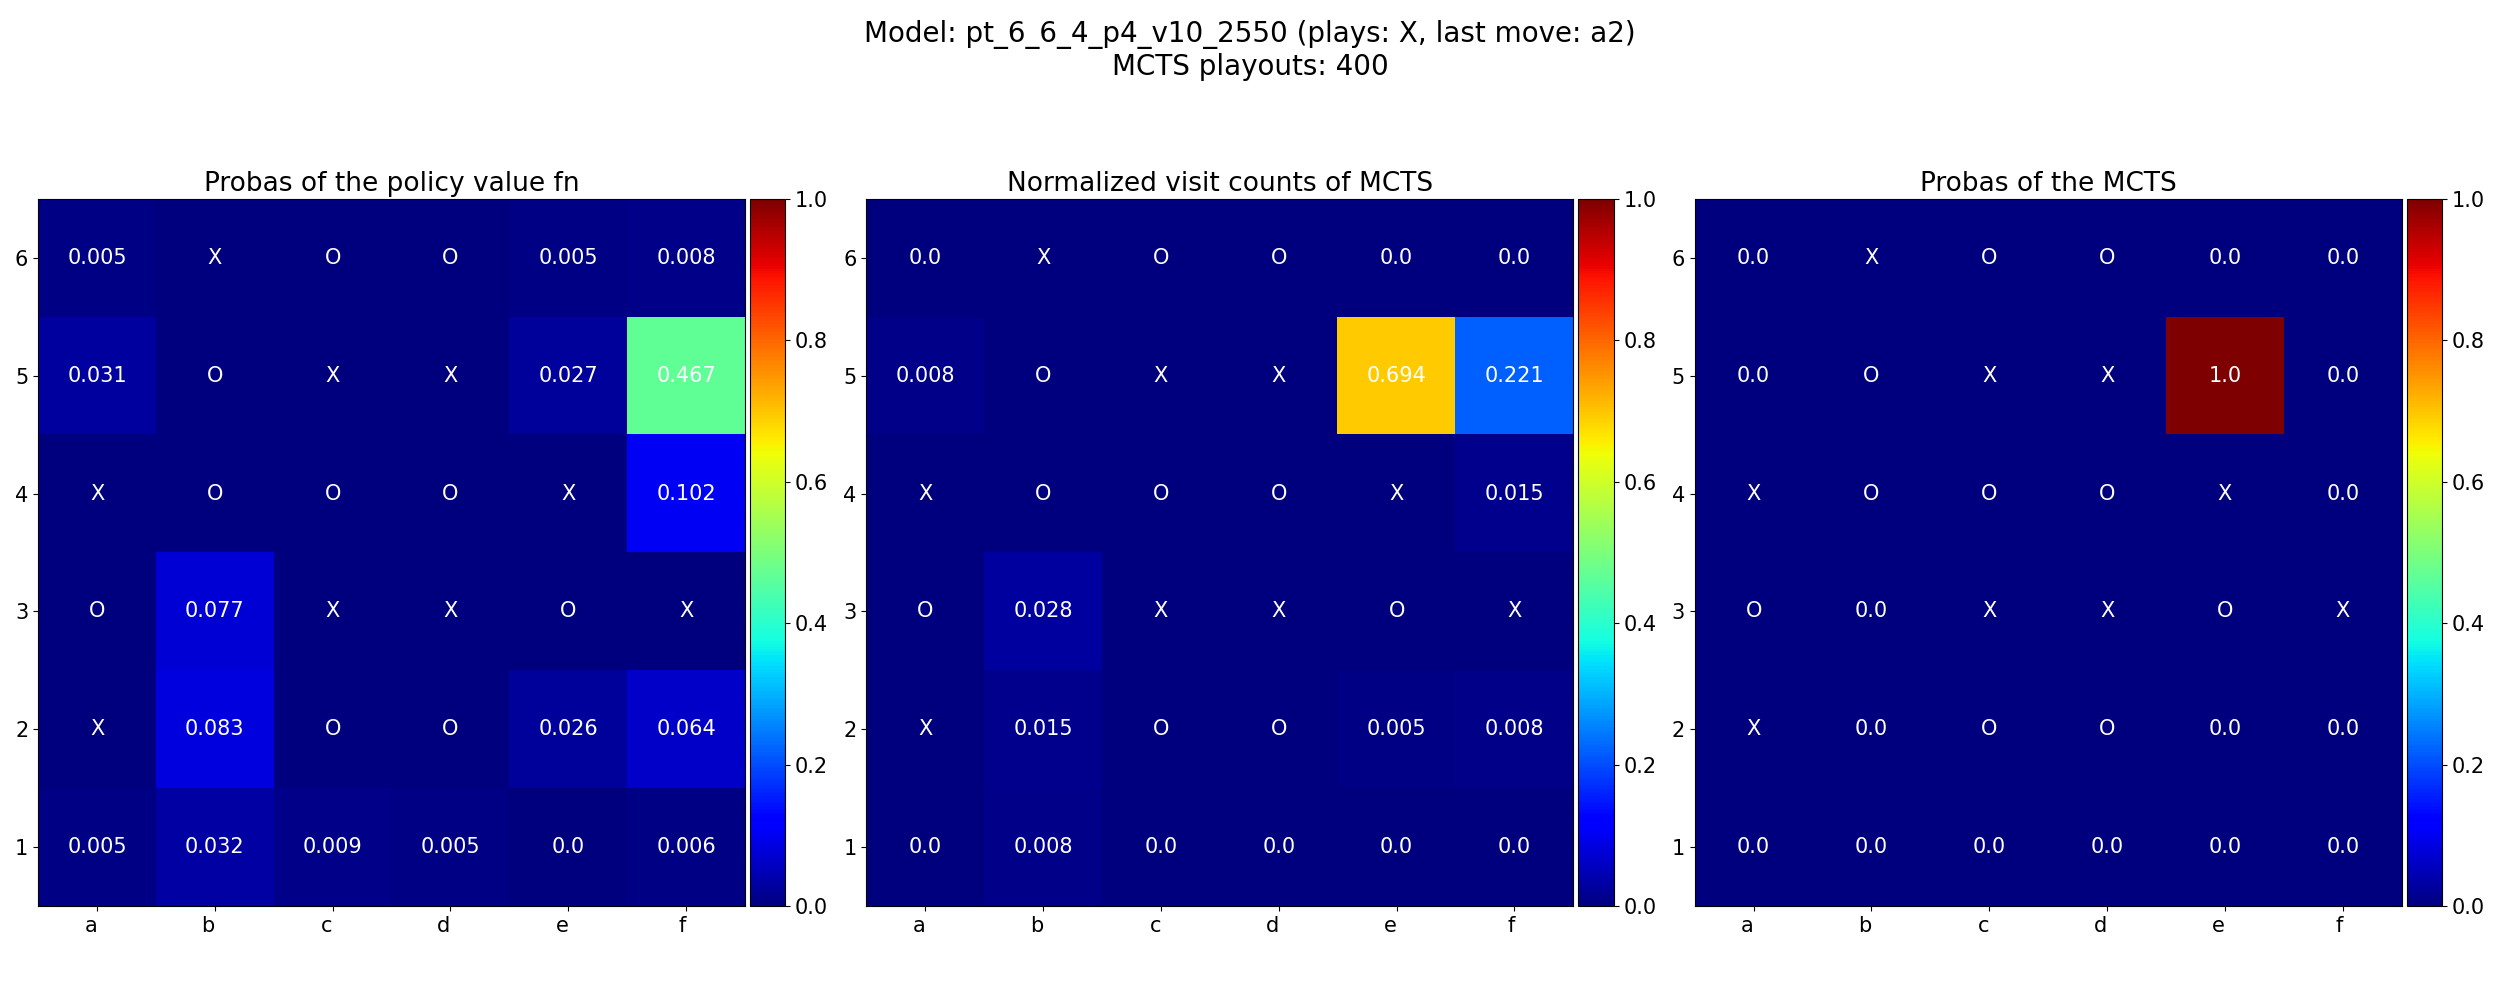 Model: pt_6_6_4_p4_v10_2550 (plays: X, last move: a2)
MCTS playouts: 400
Probas of the policy value fn
6 0.005 X O O 0.005 0.008
5 0.031 O X X 0.027 0.467
4 X O O O X 0.102
3 O 0.077 X X O X
2 X 0.083 O O 0.026 0.064
1 0.005 0.032 0.009 0.005 0.0 0.006
a b c d e f
1.0
0.8
0.6
0.4
0.2
0.0
Normalized visit counts of MCTS
6 0.0 X O O 0.0 0.0
5 0.008 O X X 0.694 0.221
4 X O O O X 0.015
3 O 0.028 X X O X
2 X 0.015 O O 0.005 0.008
1 0.0 0.008 0.0 0.0 0.0 0.0
a b c d e f
1.0
0.8
0.6
0.4
0.2
0.0
Probas of the MCTS
6 0.0 X O O 0.0 0.0
5 0.0 O X X 1.0 0.0
4 X O O O X 0.0
3 O 0.0 X X O X
2 X 0.0 O O 0.0 0.0
1 0.0 0.0 0.0 0.0 0.0 0.0
a b c d e f
1.0
0.8
0.6
0.4
0.2
0.0